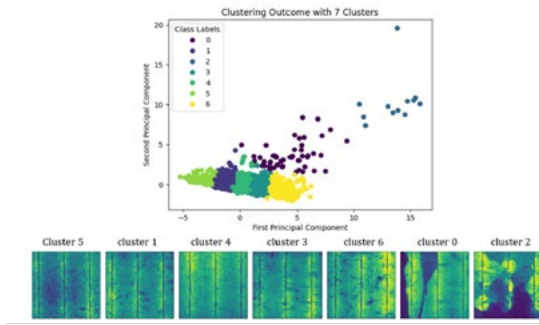 Clustering Outcome with 7 Clusters
Class Labels
0
1
2
3
4
5
6
20
15
10
5
0
Second Principal Component
−5
0
5
10
15
First Principal Component
cluster 5
cluster 1
cluster 4
cluster 3
cluster 6
cluster 0
cluster 2